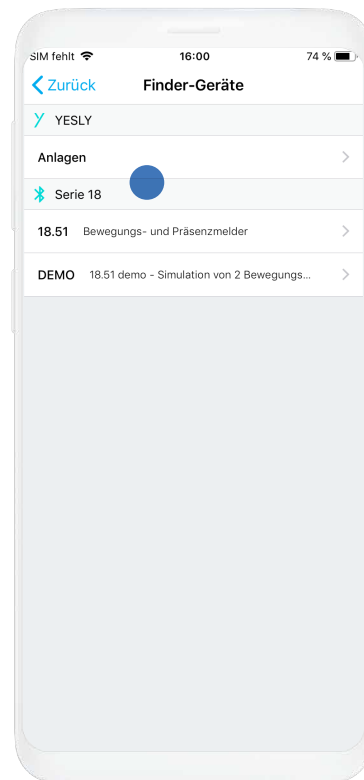 SIM fehlt 16:00 74 %
Zurück Finder-Geräte
YESLY
Anlagen
Serie 18
18.51 Bewegungs- und Präsenzmelder
DEMO 18.51 demo - Simulation von 2 Bewegungs...